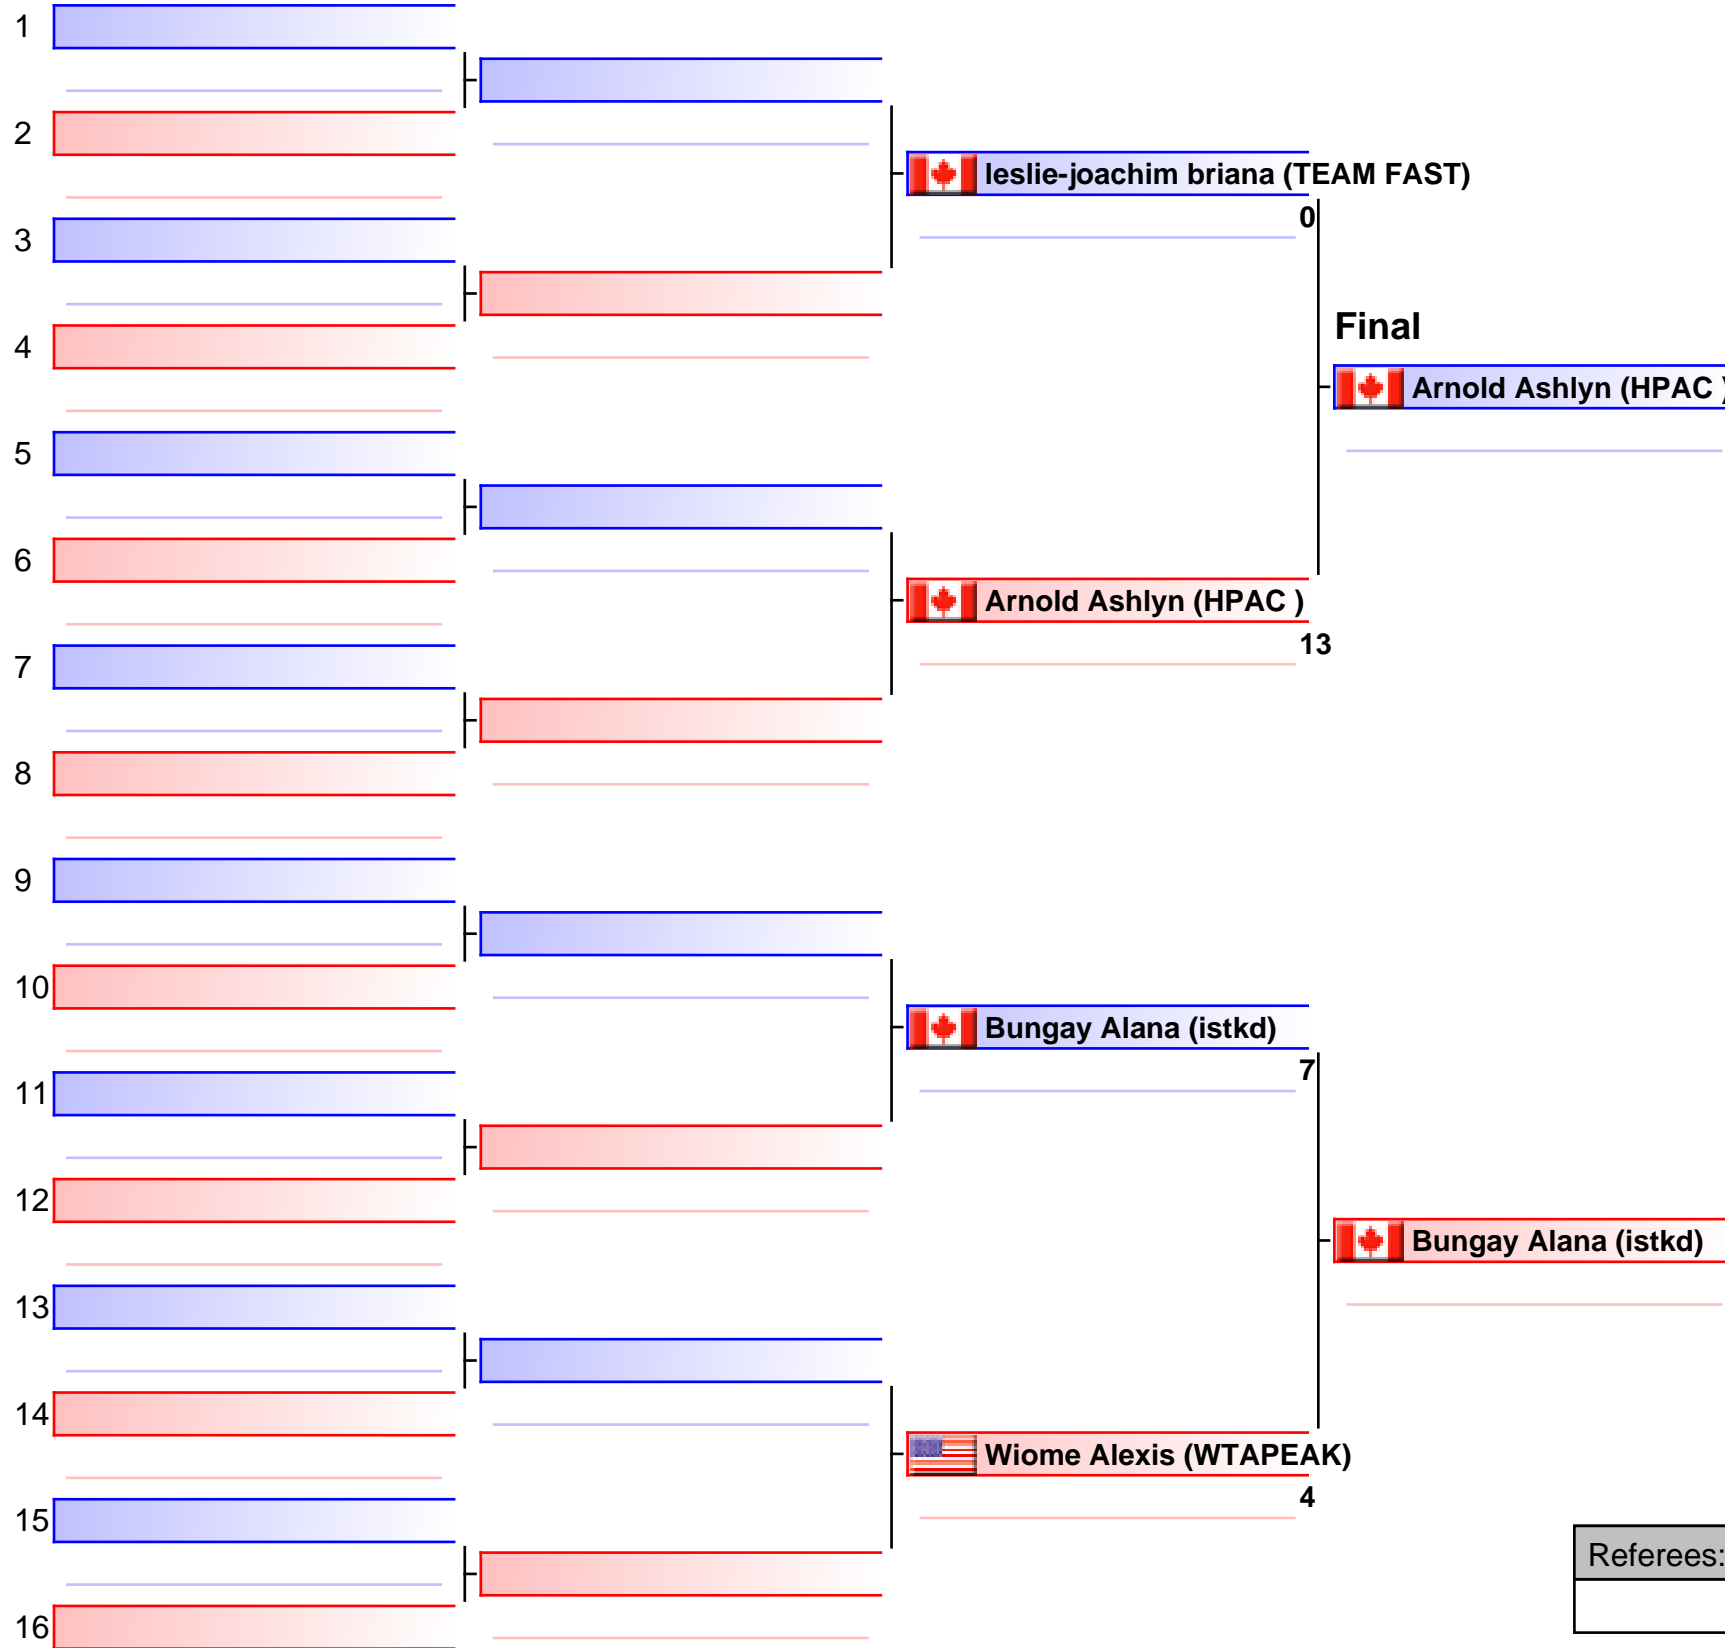 1
2
leslie-joachim briana (TEAM FAST)
0
3
Final
4
Arnold Ashlyn (HPAC )
5
6
Arnold Ashlyn (HPAC )
13
7
8
9
10
Bungay Alana (istkd)
7
11
12
Bungay Alana (istkd)
13
14
Wiome Alexis (WTAPEAK)
4
15
Referees:
16